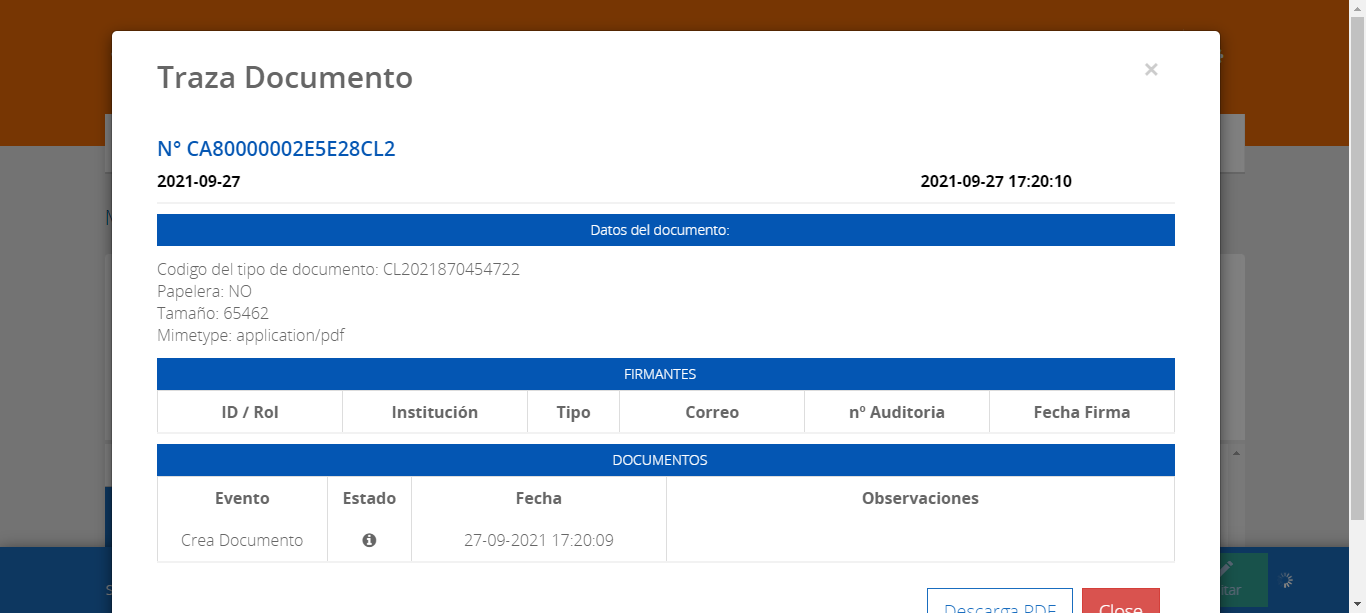 Traza Documento ×
N° CA80000002E5E28CL2
2021-09-27 2021-09-27 17:20:10
Datos del documento:
Codigo del tipo de documento: CL2021870454722
Papelera: NO
Tamaño: 65462
Mimetype: application/pdf
FIRMANTES
ID / Rol Institución Tipo Correo nº Auditoria Fecha Firma
DOCUMENTOS
Evento Estado Fecha Observaciones
Crea Documento 27-09-2021 17:20:09
Descarga PDF Close